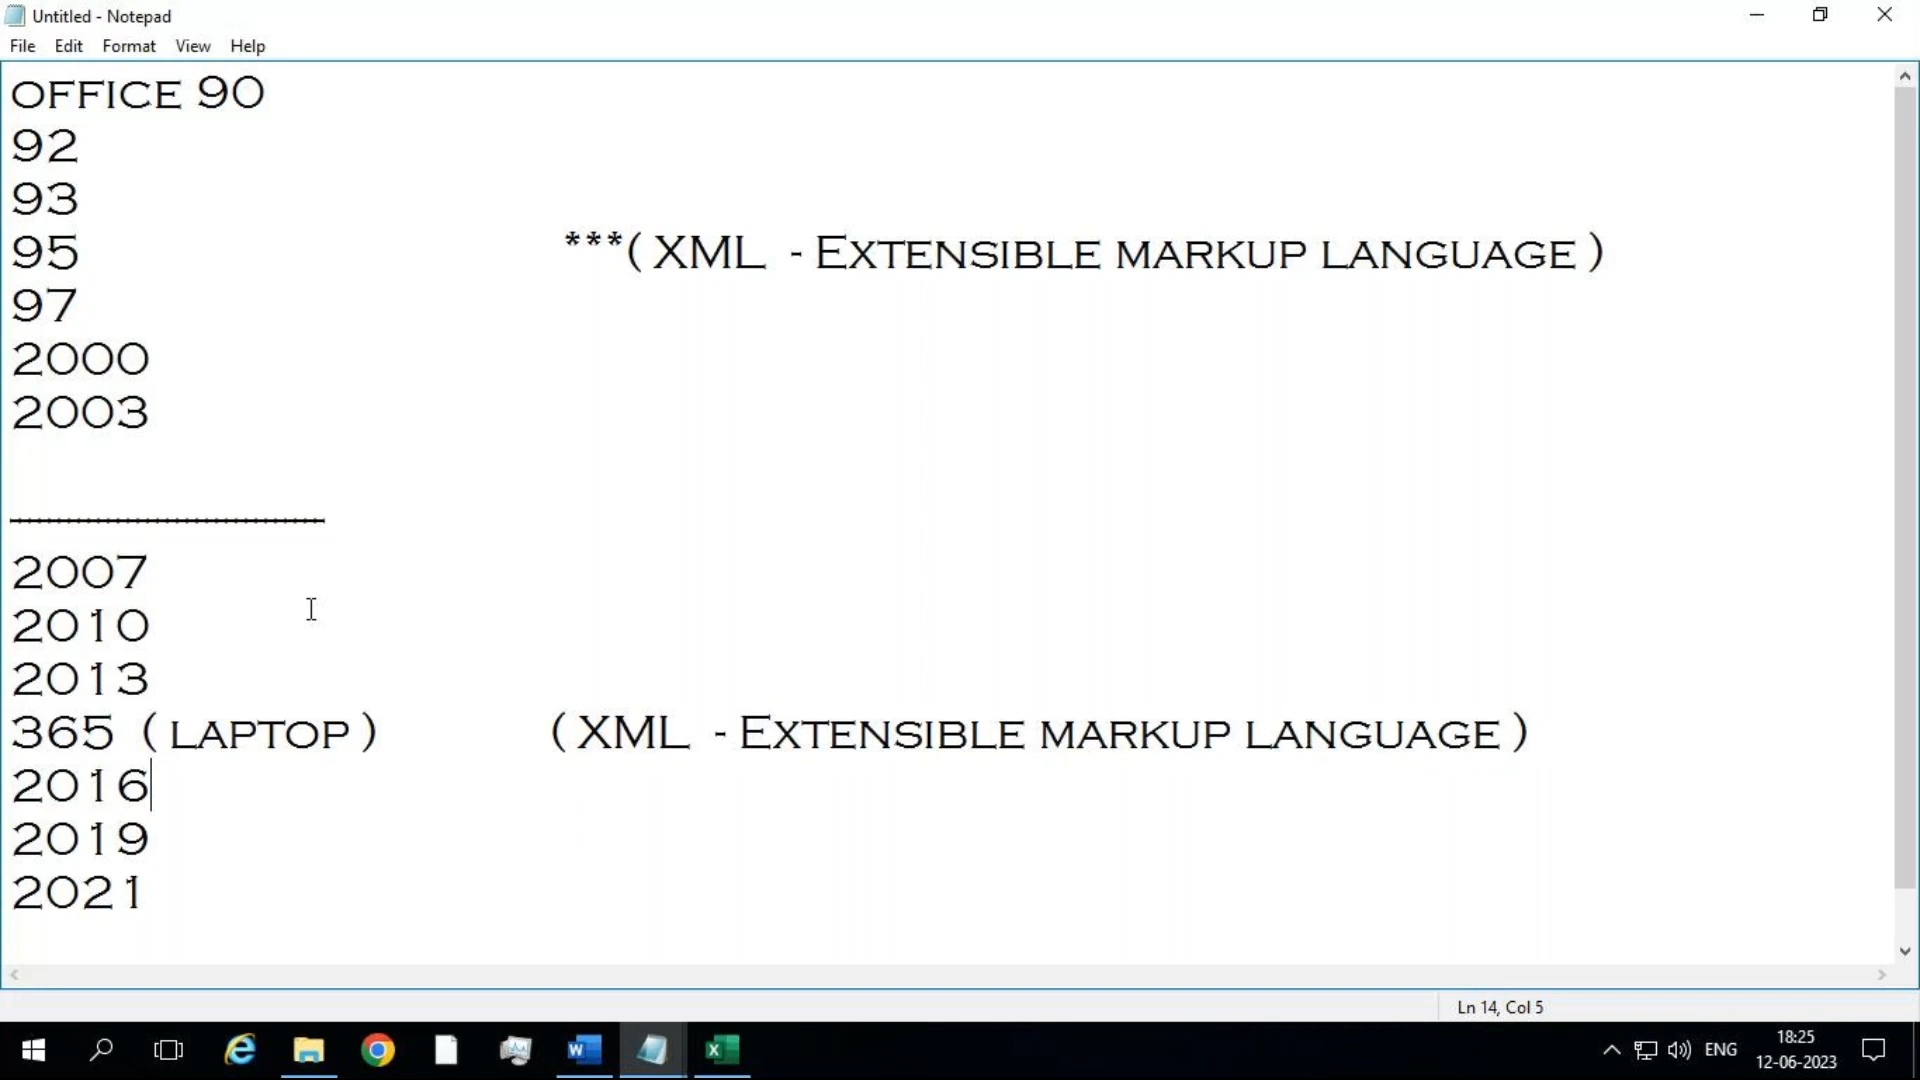 Untitled - Notepad
File Edit Format View Help
OFFICE 90
92
93
95 ***( XML - EXTENSIBLE MARKUP LANGUAGE )
97
2000
2003
------------------------------
2007
2010
2013
365 ( LAPTOP ) ( XML - EXTENSIBLE MARKUP LANGUAGE )
2016
2019
2021
Ln 14, Col 5
ENG
18:25
12-06-2023